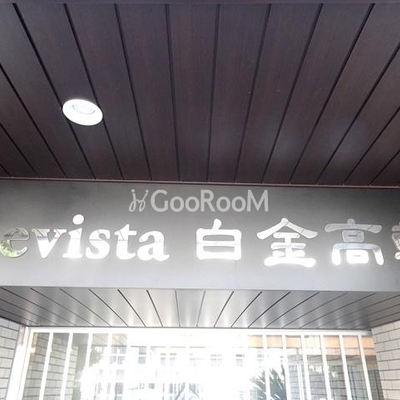 GooRooM
evista 白金高